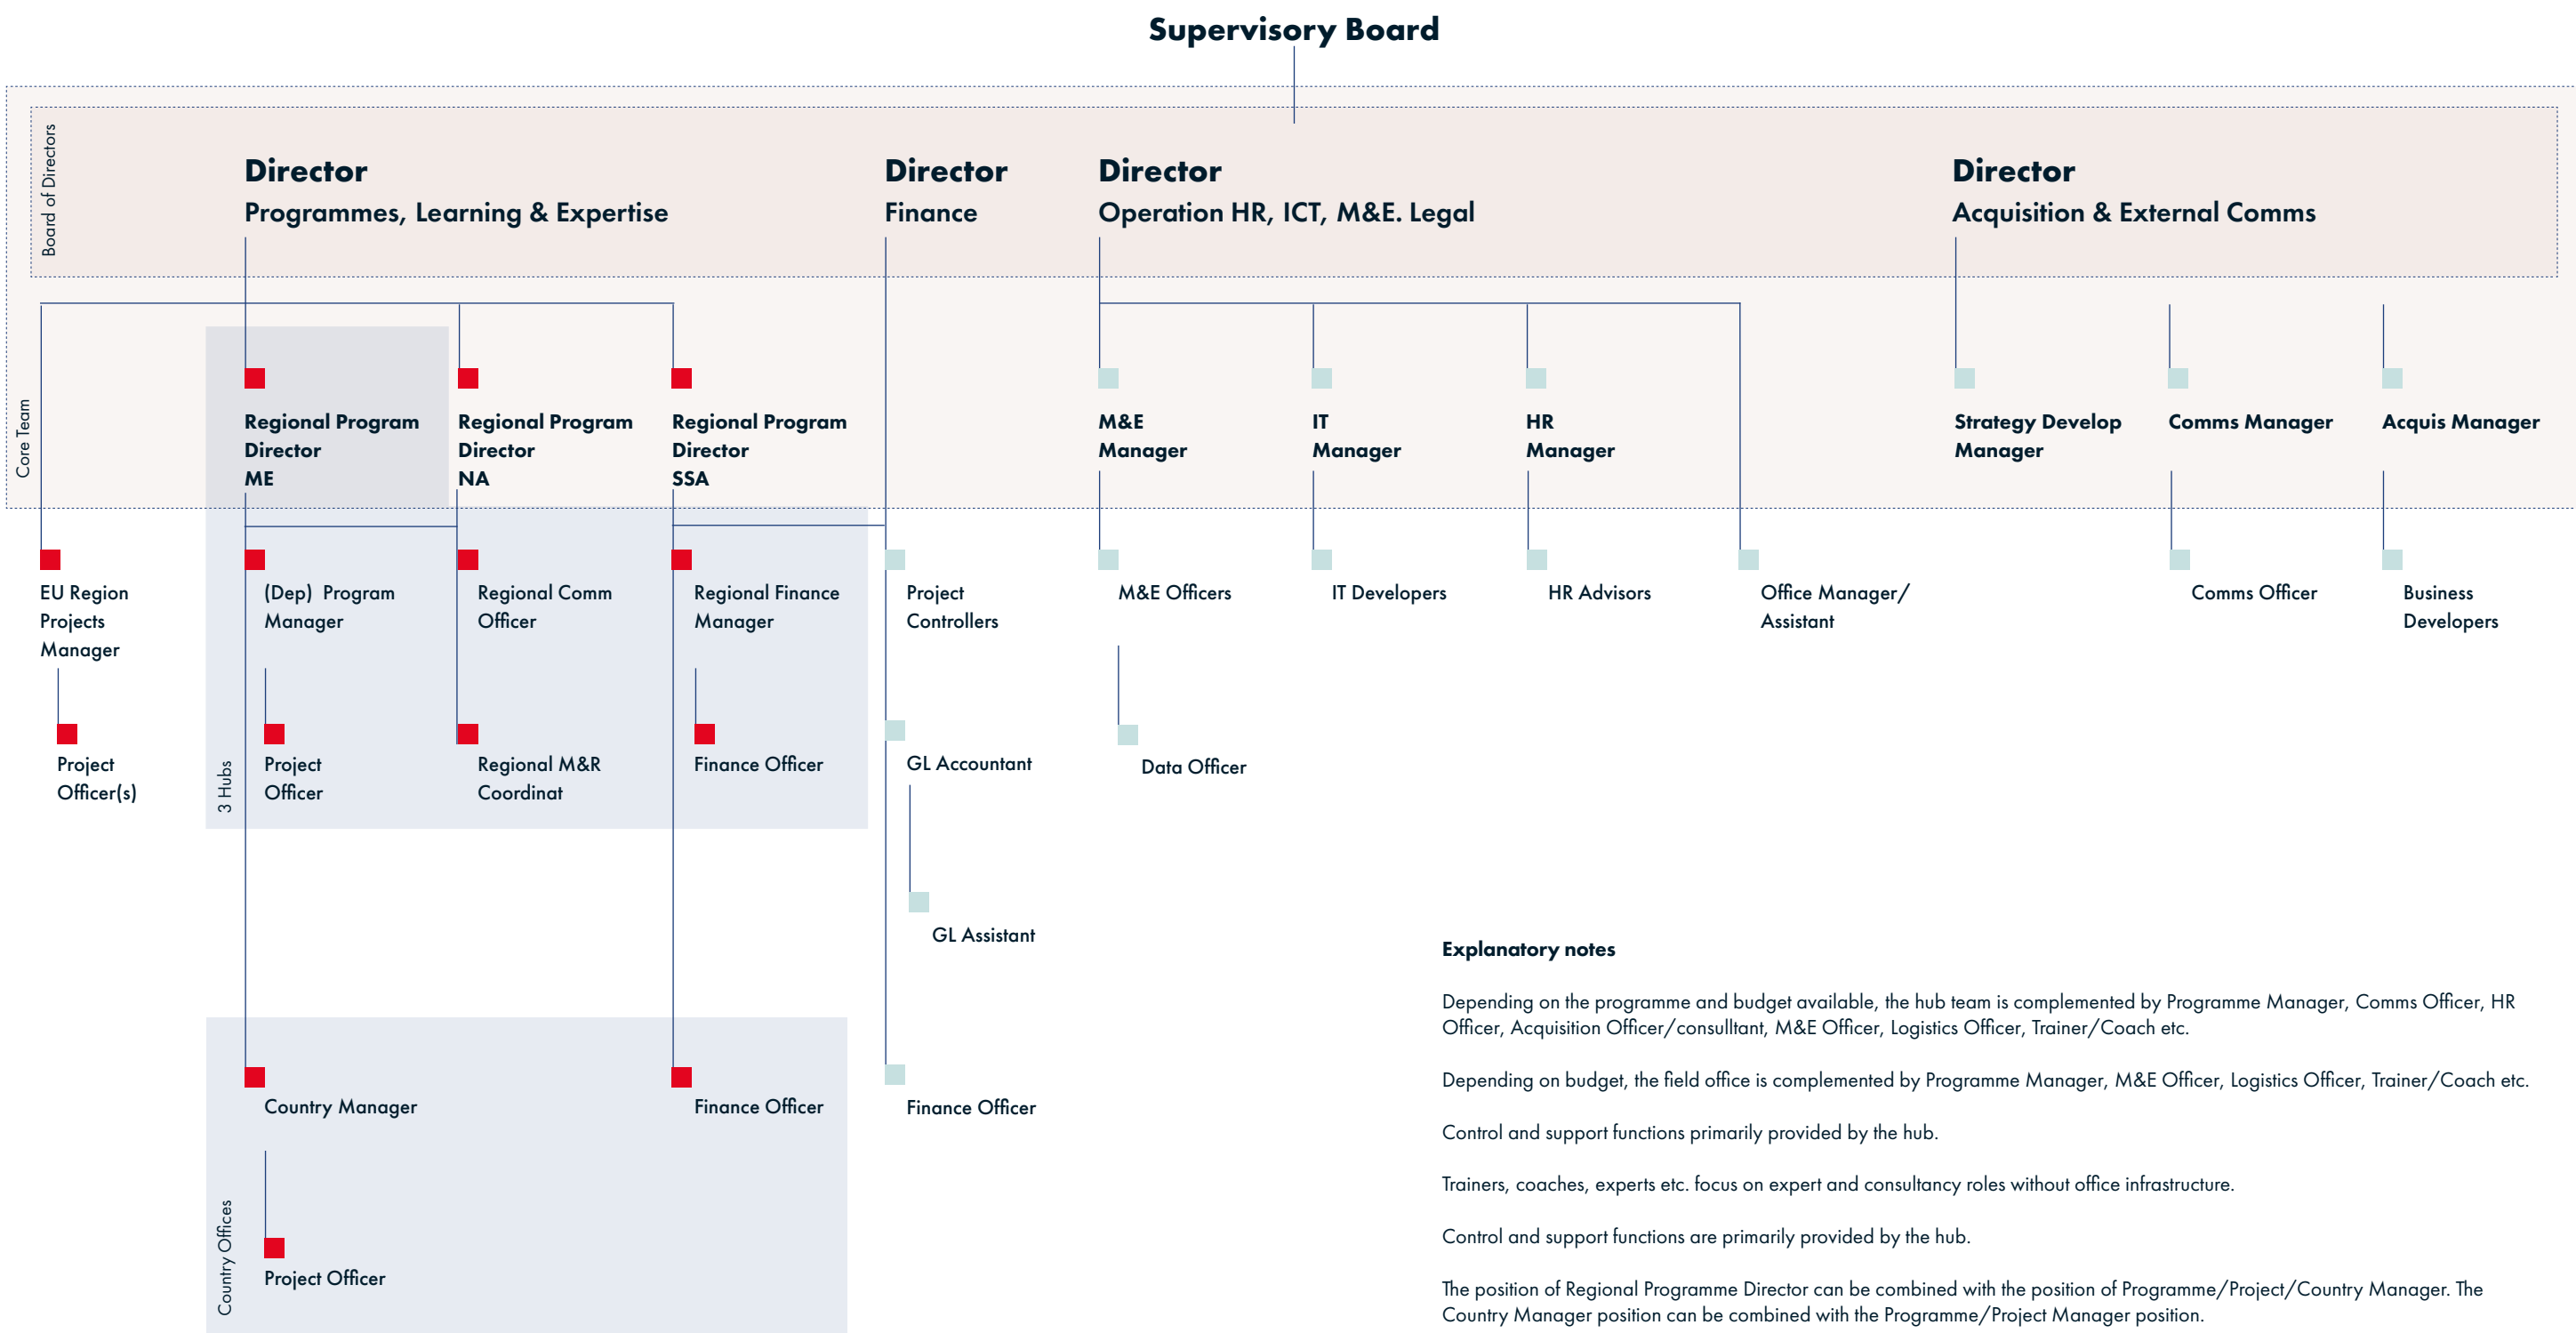 Supervisory Board
Board of Directors
Director
Programmes, Learning & Expertise
Director
Finance
Director
Operation HR, ICT, M&E. Legal
Director
Acquisition & External Comms
Core Team
Regional Program
Director
ME
Regional Program
Director
NA
Regional Program
Director
SSA
M&E
Manager
IT
Manager
HR
Manager
Strategy Develop
Manager
Comms Manager
Acquis Manager
EU Region
Projects
Manager
(Dep)  Program
Manager
Regional Comm
Officer
Regional Finance
Manager
Project
Controllers
M&E Officers
IT Developers
HR Advisors
Office Manager/
Assistant
Comms Officer
Business
Developers
Project
Officer(s)
3 Hubs
Project
Officer
Regional M&R
Coordinat
Finance Officer
GL Accountant
Data Officer
GL Assistant
Country Offices
Country Manager
Finance Officer
Finance Officer
Project Officer
Explanatory notes
Depending on the programme and budget available, the hub team is complemented by Programme Manager, Comms Officer, HR
Officer, Acquisition Officer/consulltant, M&E Officer, Logistics Officer, Trainer/Coach etc.
Depending on budget, the field office is complemented by Programme Manager, M&E Officer, Logistics Officer, Trainer/Coach etc.
Control and support functions primarily provided by the hub.
Trainers, coaches, experts etc. focus on expert and consultancy roles without office infrastructure.
Control and support functions are primarily provided by the hub.
The position of Regional Programme Director can be combined with the position of Programme/Project/Country Manager. The
Country Manager position can be combined with the Programme/Project Manager position.